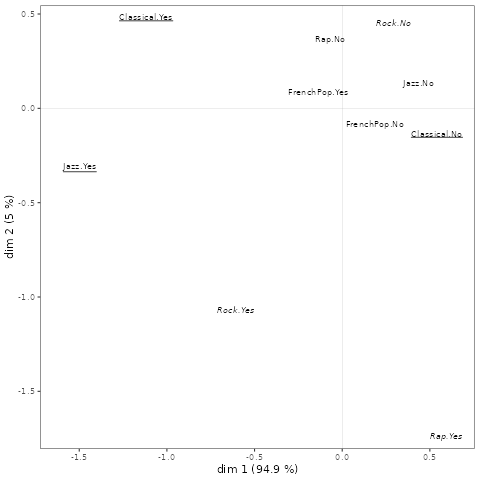 0.5
Classical.Yes
Rock.No
Rap.No
Jazz.No
FrenchPop.Yes
0.0
FrenchPop.No
Classical.No
Jazz.Yes
dim 2 (5 %)
-0.5
-1.0
Rock.Yes
-1.5
Rap.Yes
-1.5 -1.0 -0.5 0.0 0.5
dim 1 (94.9 %)